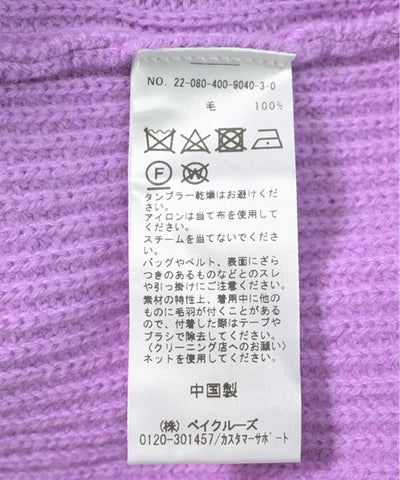 NO. 22-080-400-9040-3-0
毛 100%
F W
タンブラー乾燥はお避けくださ
い。
アイロンは当て布を使用して
ください。
スチームを当てないでくださ
い。
バッグやベルト、表面にざら
つきのあるものなどとのスレ
や引っ掛けにご注意ください。
素材の特性上、着用中に他の
ものに毛羽が付くことがある
ので、付着した際はテープや
ブラシで除去してください。
〈クリーニング店へのお願い〉
ネットを使用してください。
中国製
(株) ベイクルーズ
0120-301457/カスタマーサポート